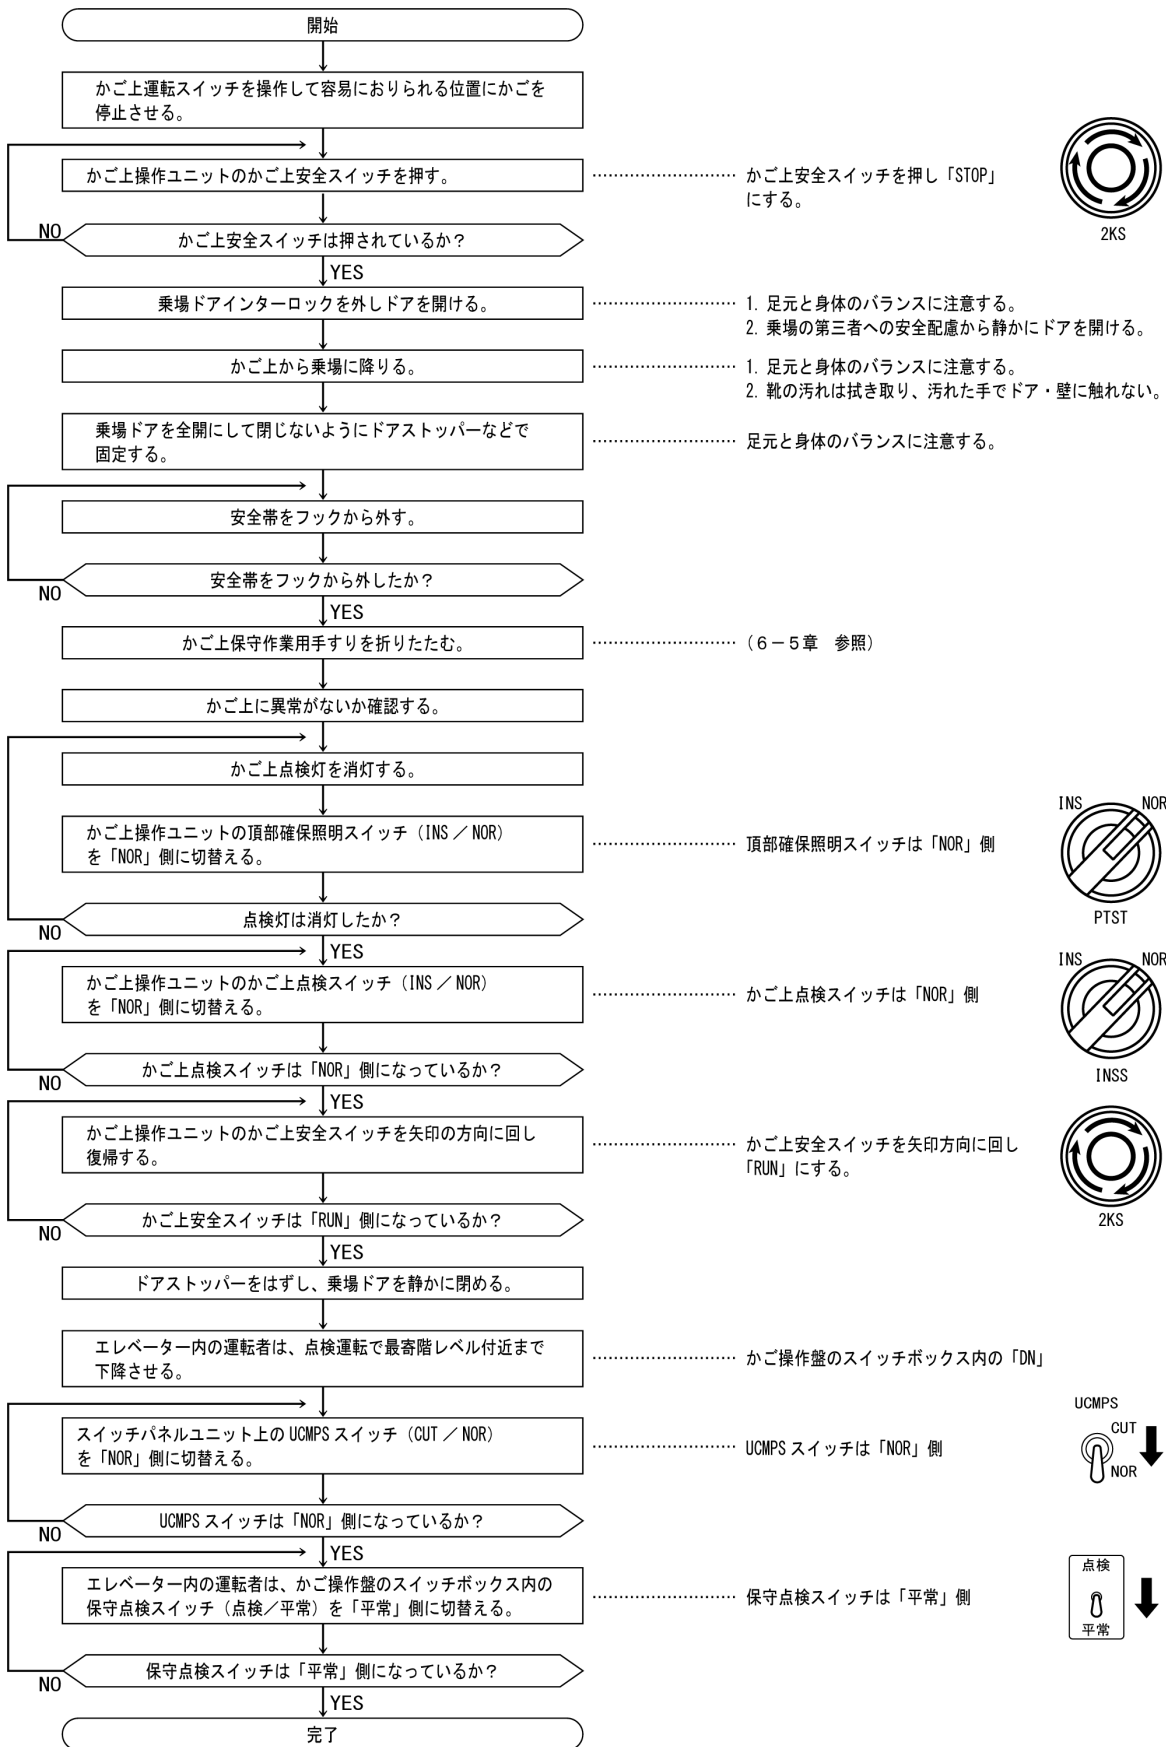 開始
かご上運転スイッチを操作して容易におりられる位置にかごを
停止させる。
かご上操作ユニットのかご上安全スイッチを押す。
かご上安全スイッチを押し「STOP」
にする。
2KS
かご上安全スイッチは押されているか？
NO
YES
乗場ドアインターロックを外しドアを開ける。
1. 足元と身体のバランスに注意する。
2. 乗場の第三者への安全配慮から静かにドアを開ける。
かご上から乗場に降りる。
1. 足元と身体のバランスに注意する。
2. 靴の汚れは拭き取り、汚れた手でドア・壁に触れない。
乗場ドアを全開にして閉じないようにドアストッパーなどで
固定する。
足元と身体のバランスに注意する。
安全帯をフックから外す。
安全帯をフックから外したか？
NO
YES
かご上保守作業用手すりを折りたたむ。
（６－５章　参照）
かご上に異常がないか確認する。
かご上点検灯を消灯する。
かご上操作ユニットの頂部確保照明スイッチ（INS ／ NOR）
を「NOR」側に切替える。
頂部確保照明スイッチは「NOR」側
INS
NOR
PTST
点検灯は消灯したか？
NO
YES
かご上操作ユニットのかご上点検スイッチ（INS ／ NOR）
を「NOR」側に切替える。
かご上点検スイッチは「NOR」側
INS
NOR
INSS
かご上点検スイッチは「NOR」側になっているか？
NO
YES
かご上操作ユニットのかご上安全スイッチを矢印の方向に回し
復帰する。
かご上安全スイッチを矢印方向に回し
「RUN」にする。
2KS
かご上安全スイッチは「RUN」側になっているか？
NO
YES
ドアストッパーをはずし、乗場ドアを静かに閉める。
エレベーター内の運転者は、点検運転で最寄階レベル付近まで
下降させる。
かご操作盤のスイッチボックス内の「DN」
スイッチパネルユニット上の UCMPS スイッチ（CUT ／ NOR）
を「NOR」側に切替える。
UCMPS スイッチは「NOR」側
UCMPS
CUT
NOR
UCMPS スイッチは「NOR」側になっているか？
NO
YES
エレベーター内の運転者は、かご操作盤のスイッチボックス内の
保守点検スイッチ（点検／平常）を「平常」側に切替える。
保守点検スイッチは「平常」側
点検
平常
保守点検スイッチは「平常」側になっているか？
NO
YES
完了